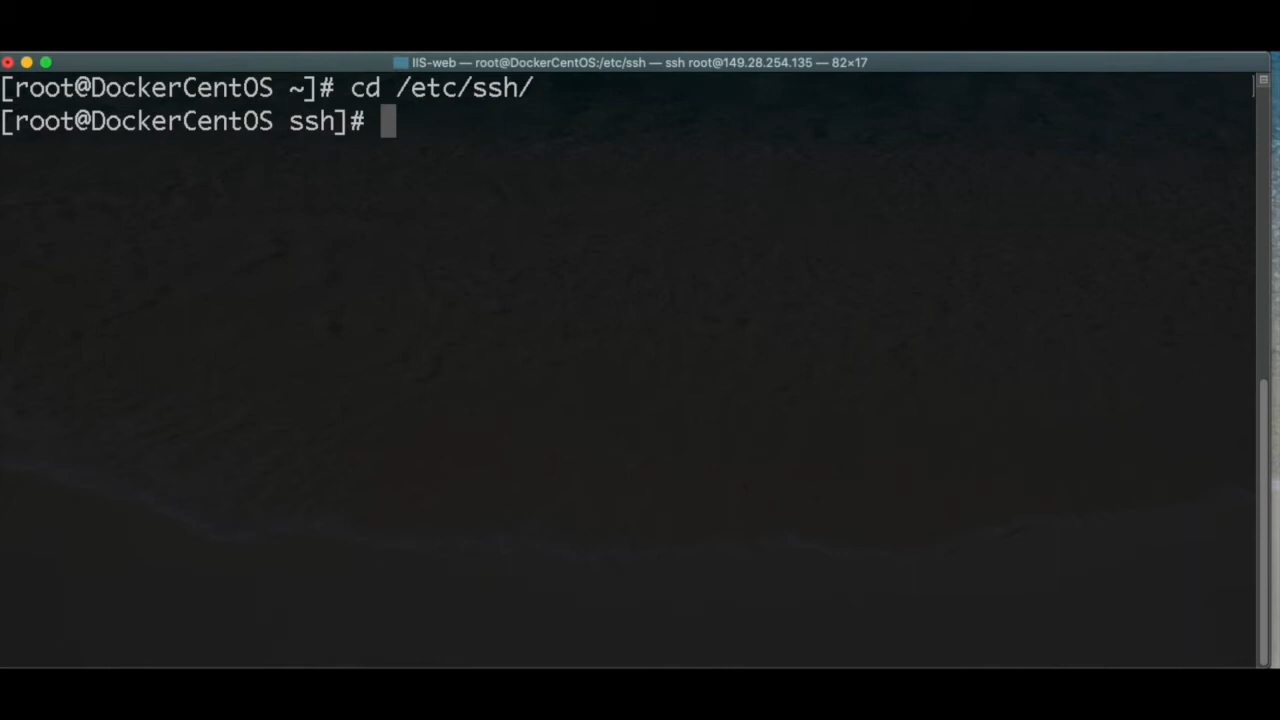 IIS-web — root@DockerCentOS:/etc/ssh — ssh root@149.28.254.135 — 82×17
[root@DockerCentOS ~]# cd /etc/ssh/
[root@DockerCentOS ssh]#